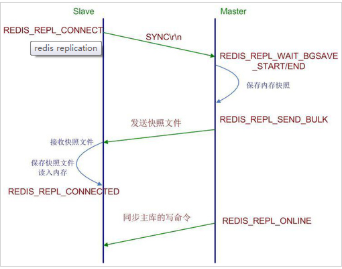 Slave Master
REDIS_REPL_CONNECT
SYNC\r\n
redis replication
REDIS_REPL_WAIT_BGSAVE
_START/END
保存内存快照
REDIS_REPL_SEND_BULK
发送快照文件
接收快照文件
保存快照文件
读入内存
REDIS_REPL_CONNECTED
同步主库的写命令
REDIS_REPL_ONLINE